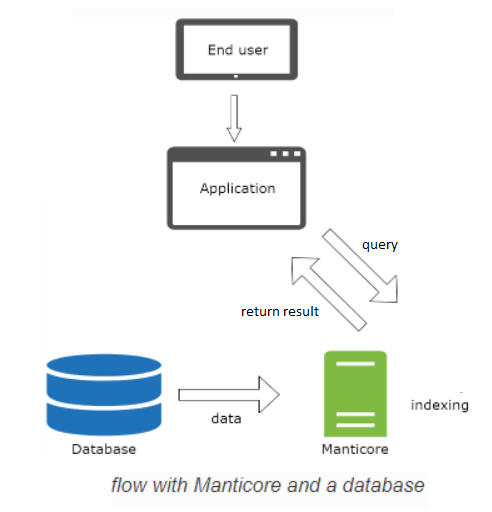 End user
Application
query
return result
data
indexing
Database
Manticore
flow with Manticore and a database